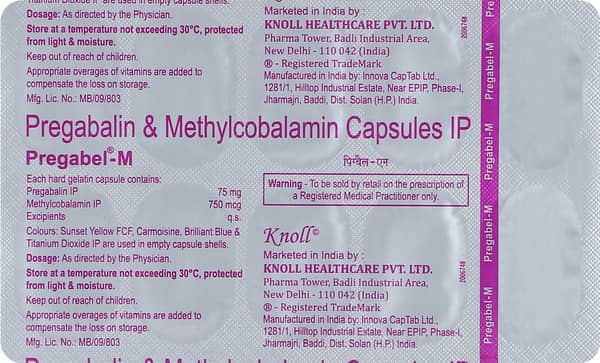 Titanium Dioxide IP are used in empty capsule shells.
Dosage: As directed by the Physician.
Store at a temperature not exceeding 30°C, protected
from light & moisture.
Keep out of reach of children.
Appropriate overages of vitamins are added to
compensate the loss on storage.
Mfg. Lic. No.: MB/09/803
Marketed in India by :
KNOLL HEALTHCARE PVT. LTD.
Pharma Tower, Badli Industrial Area,
New Delhi - 110 042 (India)
® - Registered TradeMark
Manufactured in India by: Innova CapTab Ltd.,
1281/1, Hilltop Industrial Estate, Near EPIP, Phase-I,
Jharmajri, Baddi, Dist. Solan (H.P.) India.
2006748
Pregabalin & Methylcobalamin Capsules IP
Pregabel®-M
प्रिग्बैल-एम
Each hard gelatin capsule contains:
Pregabalin IP 75 mg
Methylcobalamin IP 750 mcg
Excipients q.s.
Colours: Sunset Yellow FCF, Carmoisine, Brilliant Blue &
Titanium Dioxide IP are used in empty capsule shells.
Dosage: As directed by the Physician.
Store at a temperature not exceeding 30°C, protected
from light & moisture.
Keep out of reach of children.
Appropriate overages of vitamins are added to
compensate the loss on storage.
Mfg. Lic. No.: MB/09/803
Warning - To be sold by retail on the prescription of
a Registered Medical Practitioner only.
Knoll©
Marketed in India by :
KNOLL HEALTHCARE PVT. LTD.
Pharma Tower, Badli Industrial Area,
New Delhi - 110 042 (India)
® - Registered TradeMark
Manufactured in India by: Innova CapTab Ltd.,
1281/1, Hilltop Industrial Estate, Near EPIP, Phase-I,
Jharmajri, Baddi, Dist. Solan (H.P.) India.
2006748
Pregabalin & Methylcobalamin Capsules IP
Pregabel-M
Pregabel-M
Pregabel-M
Pregabel-M
Pregabel-M